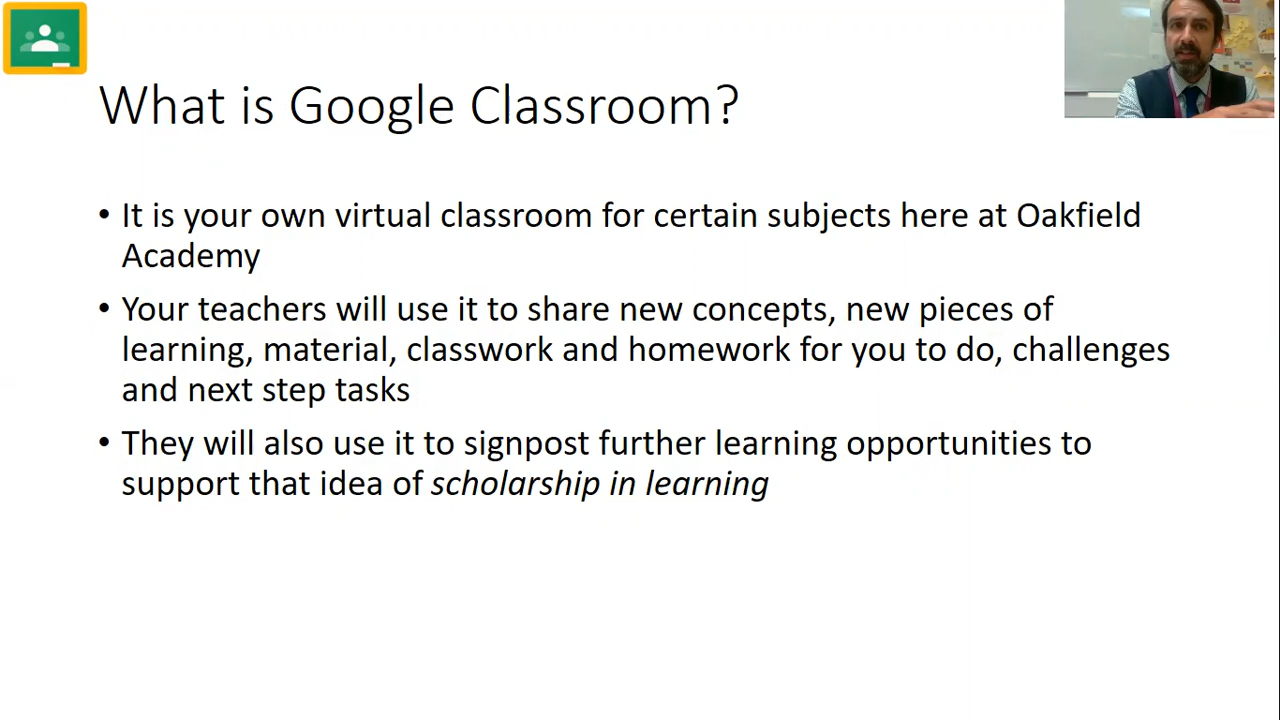 What is Google Classroom?
• It is your own virtual classroom for certain subjects here at Oakfield
Academy
• Your teachers will use it to share new concepts, new pieces of
learning, material, classwork and homework for you to do, challenges
and next step tasks
• They will also use it to signpost further learning opportunities to
support that idea of scholarship in learning